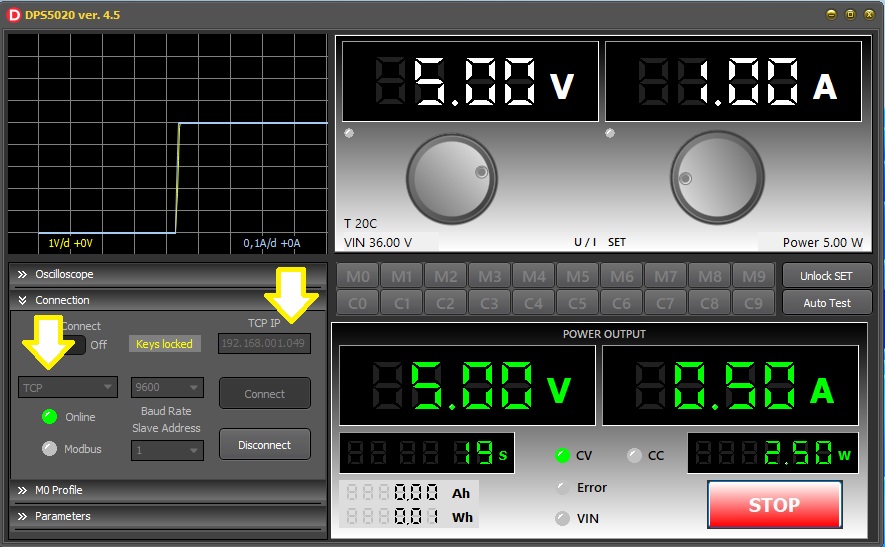 DPS5020 ver. 4.5
5.00 V
1.00 A
T 20C
VIN 36.00 V
U / I SET
Power 5.00 W
1V/d +0V
0,1A/d +0A
Oscilloscope
M0 M1 M2 M3 M4 M5 M6 M7 M8 M9
Unlock SET
C0 C1 C2 C3 C4 C5 C6 C7 C8 C9
Auto Test
Connection
Connect
Off
Keys locked
TCP IP
192.168.001.049
TCP
9600
Connect
Online
Baud Rate
Slave Address
Modbus
1
Disconnect
M0 Profile
Parameters
POWER OUTPUT
5.00 V
0.50 A
19 s
CV
CC
2.50 W
0,00 Ah
Error
0,01 Wh
VIN
STOP